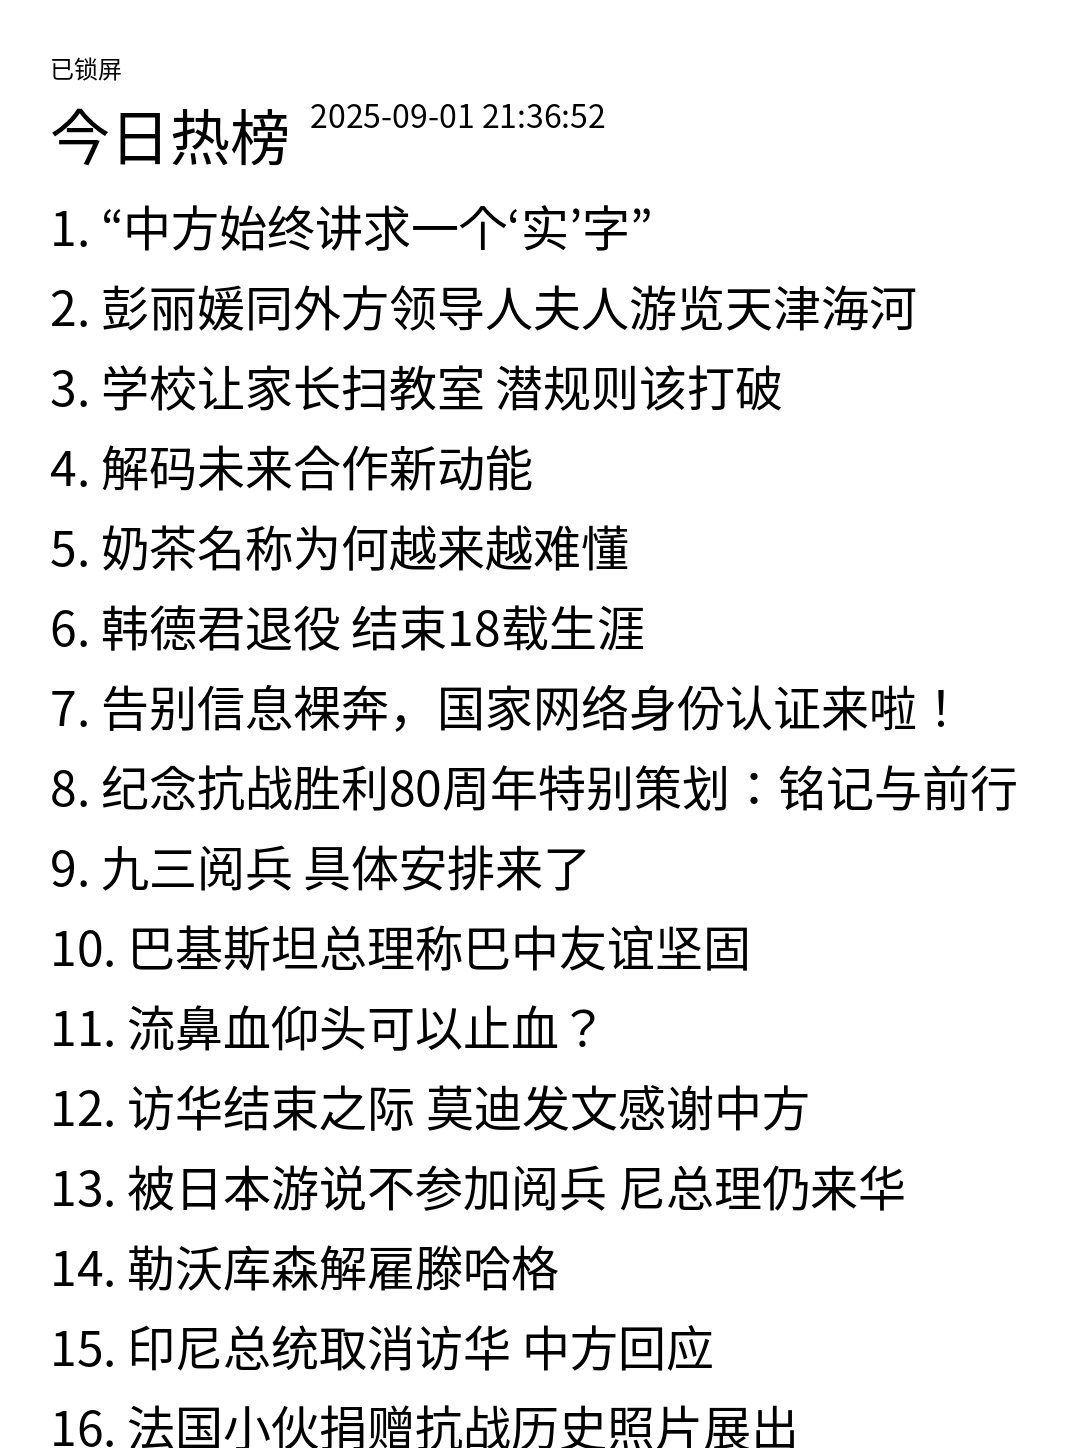 已锁屏
今日热榜 2025-09-01 21:36:52
1. “中方始终讲求一个‘实’字”
2. 彭丽媛同外方领导人夫人游览天津海河
3. 学校让家长扫教室 潜规则该打破
4. 解码未来合作新动能
5. 奶茶名称为何越来越难懂
6. 韩德君退役 结束18载生涯
7. 告别信息裸奔，国家网络身份认证来啦！
8. 纪念抗战胜利80周年特别策划：铭记与前行
9. 九三阅兵 具体安排来了
10. 巴基斯坦总理称巴中友谊坚固
11. 流鼻血仰头可以止血？
12. 访华结束之际 莫迪发文感谢中方
13. 被日本游说不参加阅兵 尼总理仍来华
14. 勒沃库森解雇滕哈格
15. 印尼总统取消访华 中方回应
16. 法国小伙捐赠抗战历史照片展出